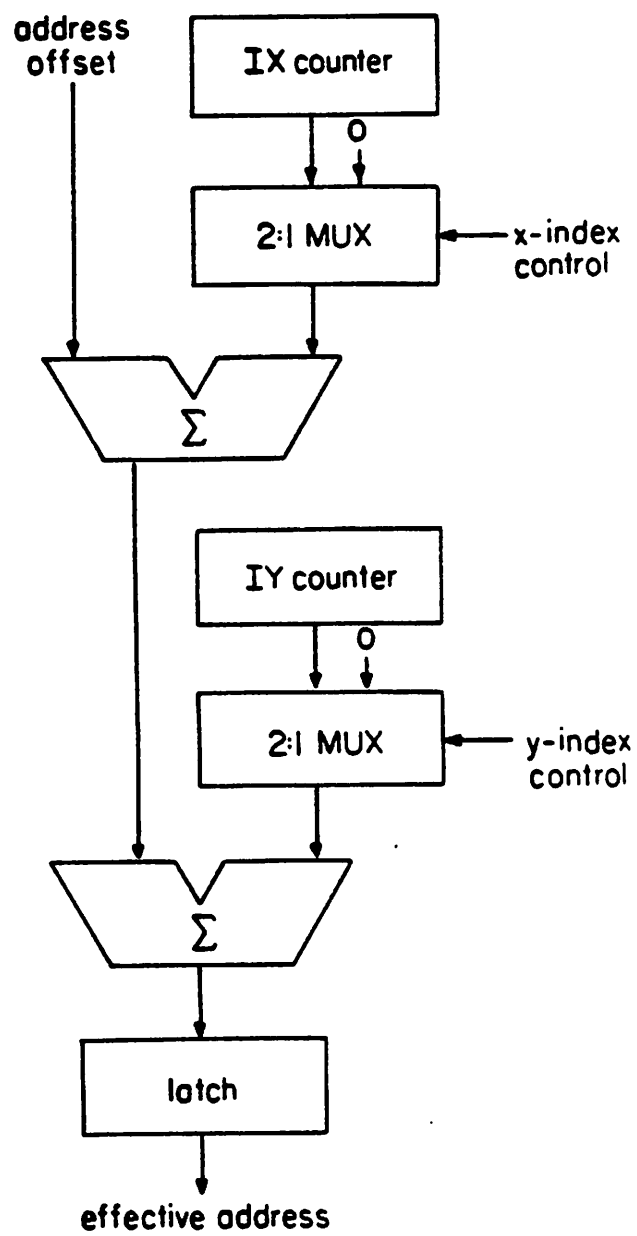 address
offset
IX counter
0
2:1 MUX
x-index
control
Σ
IY counter
0
2:1 MUX
y-index
control
Σ
latch
effective address